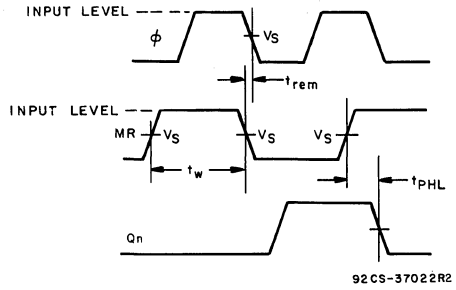 INPUT LEVEL
ϕ
VS
trem
INPUT LEVEL
MR
VS
VS
VS
tw
tPHL
Qn
92CS-37022R2